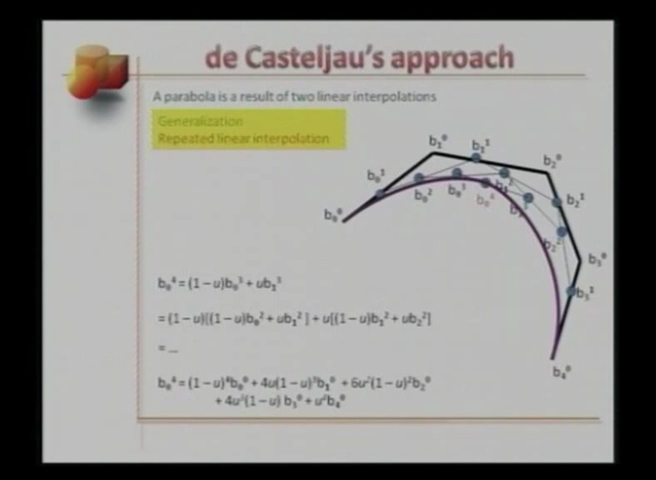 de Casteljau's approach
A parabola is a result of two linear interpolations
Generalization
Repeated linear interpolation
b₁⁰
b₁¹
b₂⁰
b₀¹
b₀²
b₀³
b₀⁴
b₂¹
b₂²
b₀⁰
b₃⁰
b₃¹
b₄⁰
b₀⁴ = (1 – u)b₀³ + ub₁³
= (1 – u)[(1 – u)b₀² + ub₁² ] + u[(1 – u)b₁² + ub₂²]
= ...
b₀⁴ = (1 – u)⁴b₀⁰ + 4u(1 – u)³b₁⁰ + 6u²(1 – u)²b₂⁰
+ 4u³(1 – u) b₃⁰ + u⁴b₄⁰